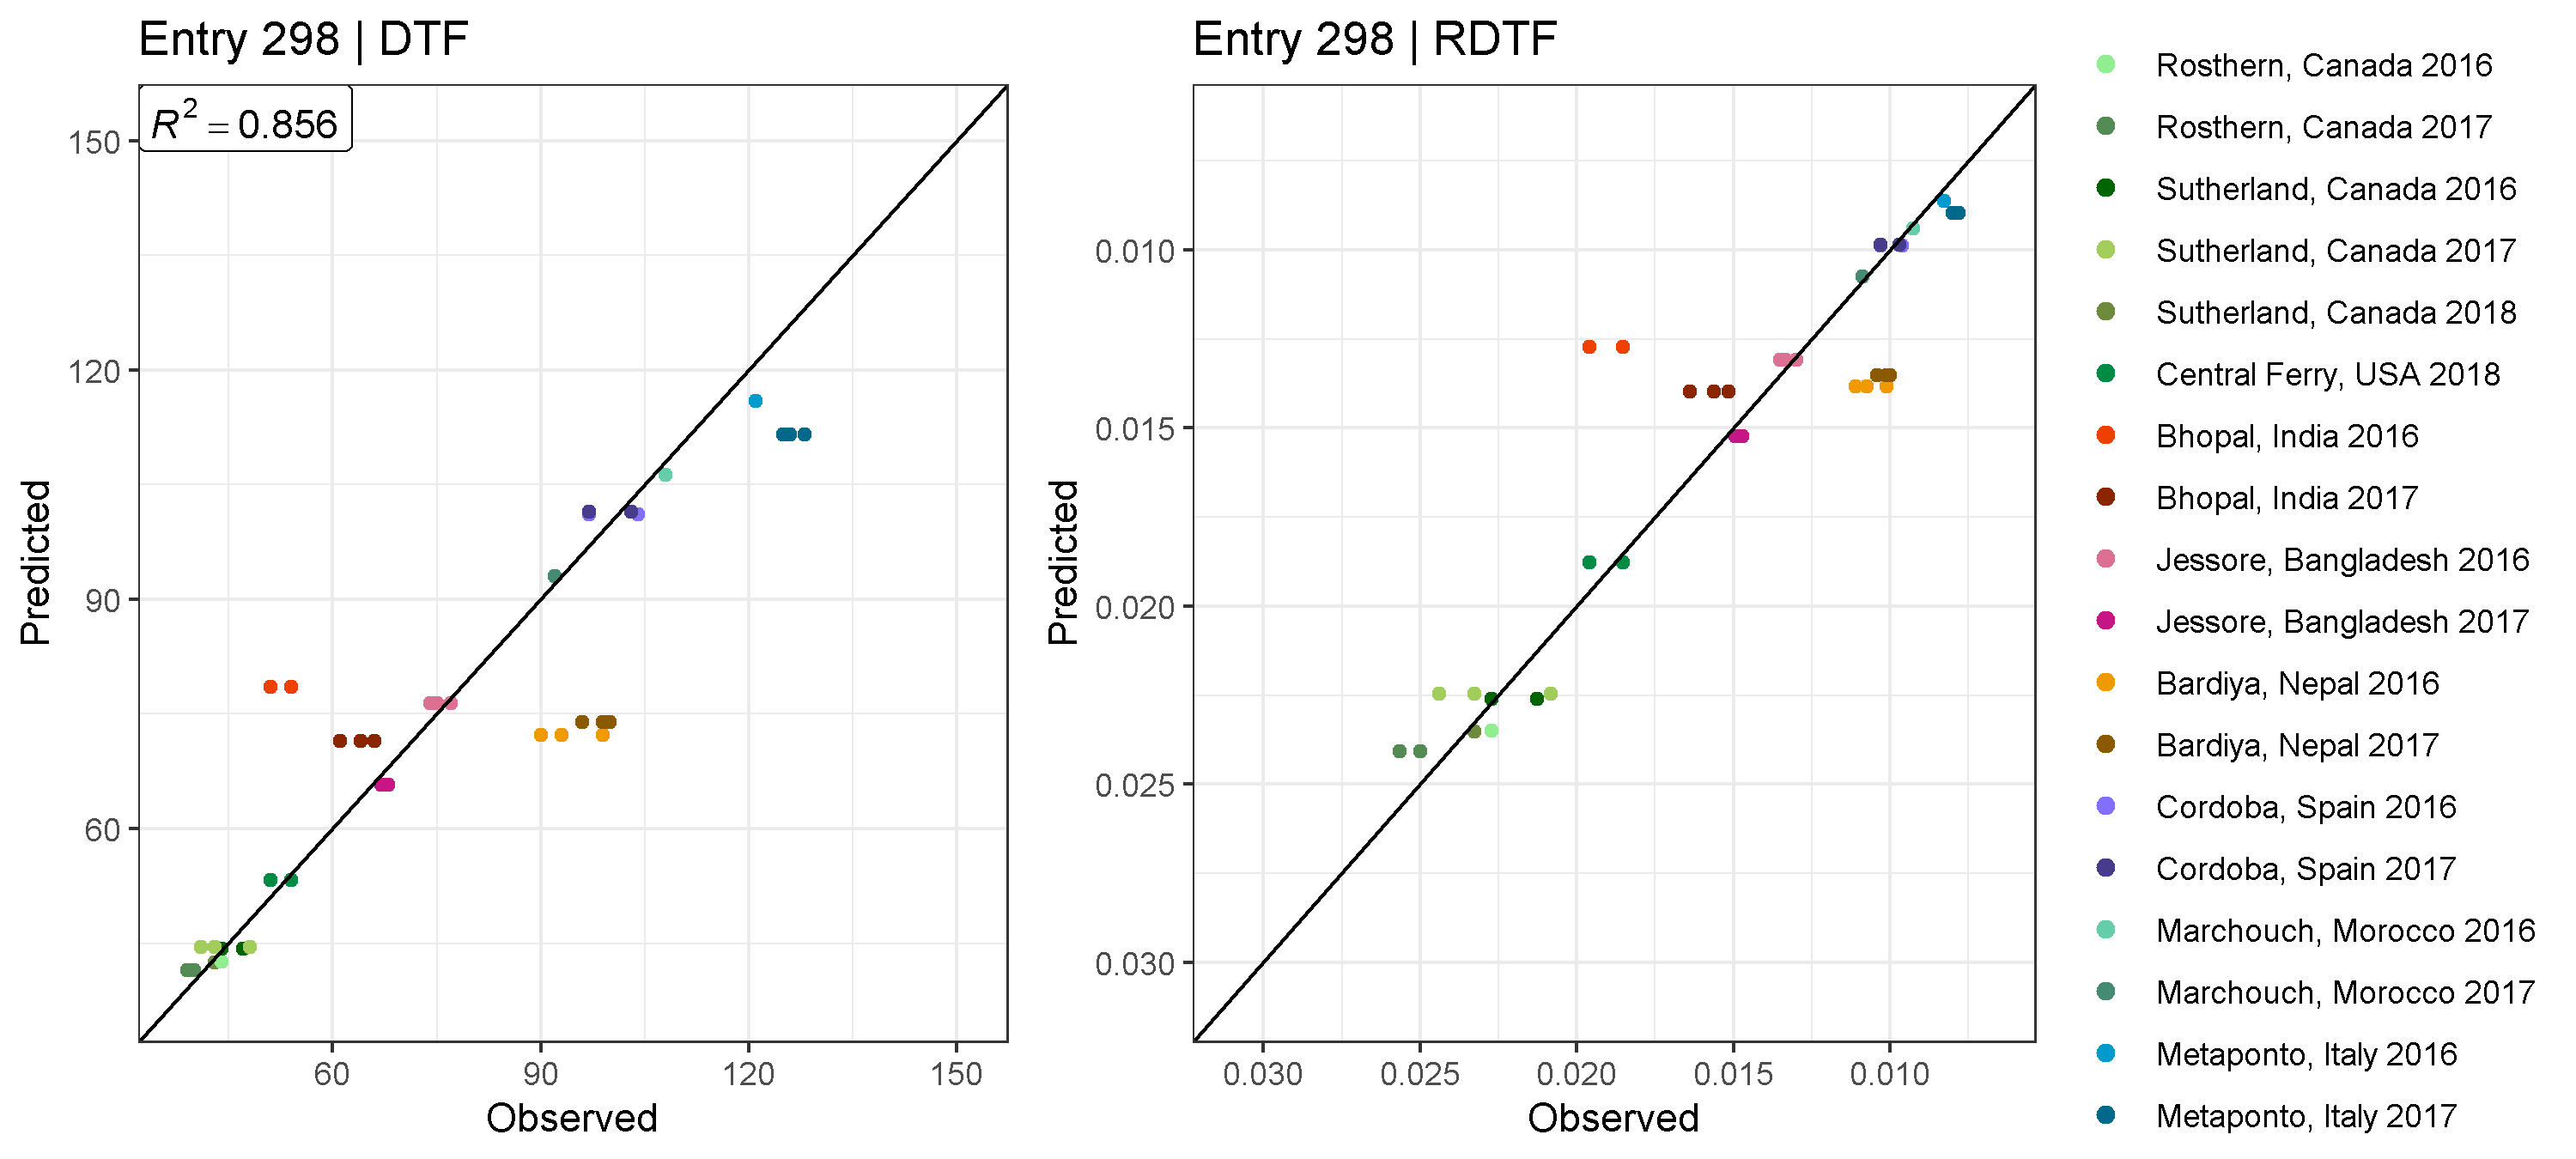 Entry 298 | DTF
R² = 0.856
150
120
90
60
Predicted
60 90 120 150
Observed
Entry 298 | RDTF
0.010
0.015
0.020
0.025
0.030
Predicted
0.030 0.025 0.020 0.015 0.010
Observed
Rosthern, Canada 2016
Rosthern, Canada 2017
Sutherland, Canada 2016
Sutherland, Canada 2017
Sutherland, Canada 2018
Central Ferry, USA 2018
Bhopal, India 2016
Bhopal, India 2017
Jessore, Bangladesh 2016
Jessore, Bangladesh 2017
Bardiya, Nepal 2016
Bardiya, Nepal 2017
Cordoba, Spain 2016
Cordoba, Spain 2017
Marchouch, Morocco 2016
Marchouch, Morocco 2017
Metaponto, Italy 2016
Metaponto, Italy 2017